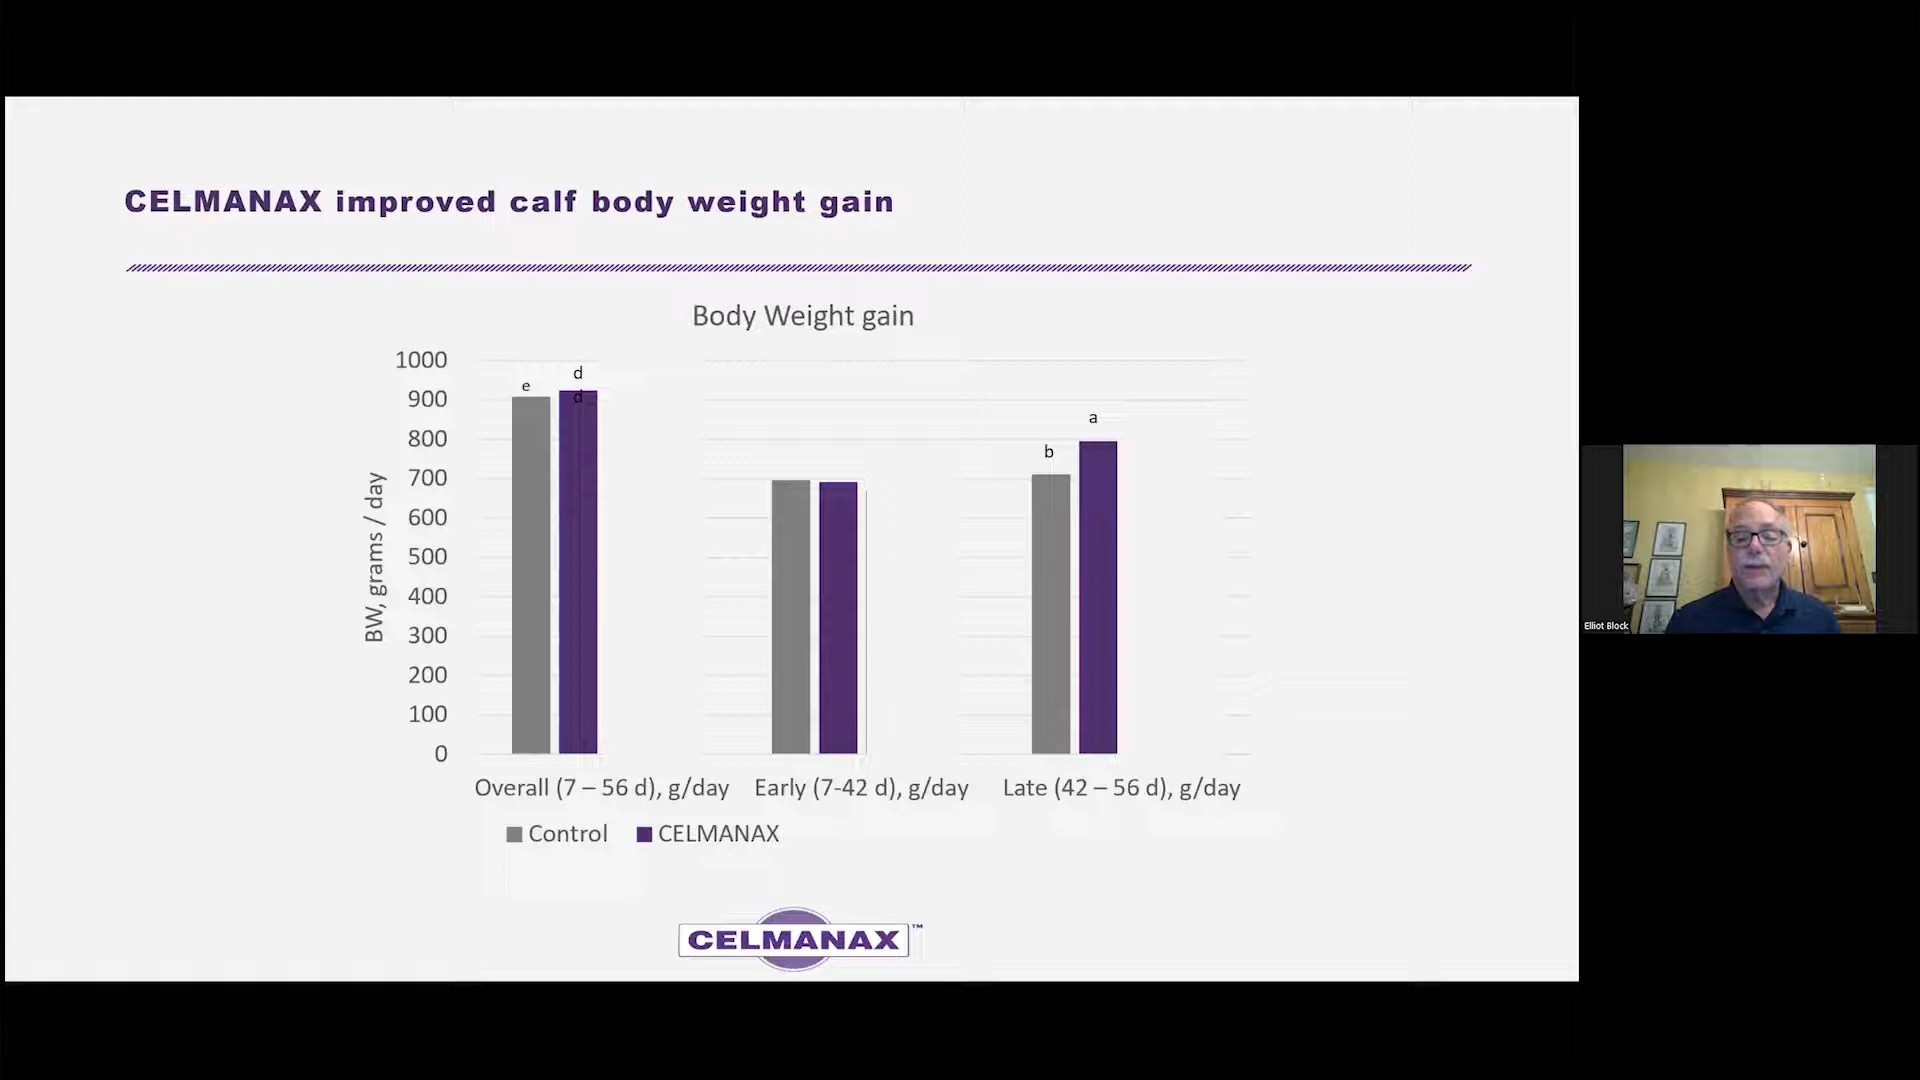 CELMANAX improved calf body weight gain
Body Weight gain
1000
900
800
700
600
500
400
300
200
100
0
BW, grams / day
e
d
d
b
a
Overall (7 – 56 d), g/day
Early (7-42 d), g/day
Late (42 – 56 d), g/day
Control
CELMANAX
CELMANAX™
Elliot Block